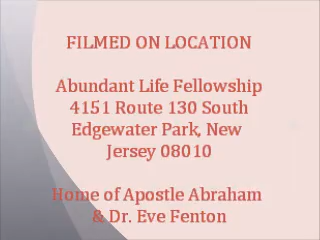 FILMED ON LOCATION
Abundant Life Fellowship
4151 Route 130 South
Edgewater Park, New
Jersey 08010
Home of Apostle Abraham
& Dr. Eve Fenton